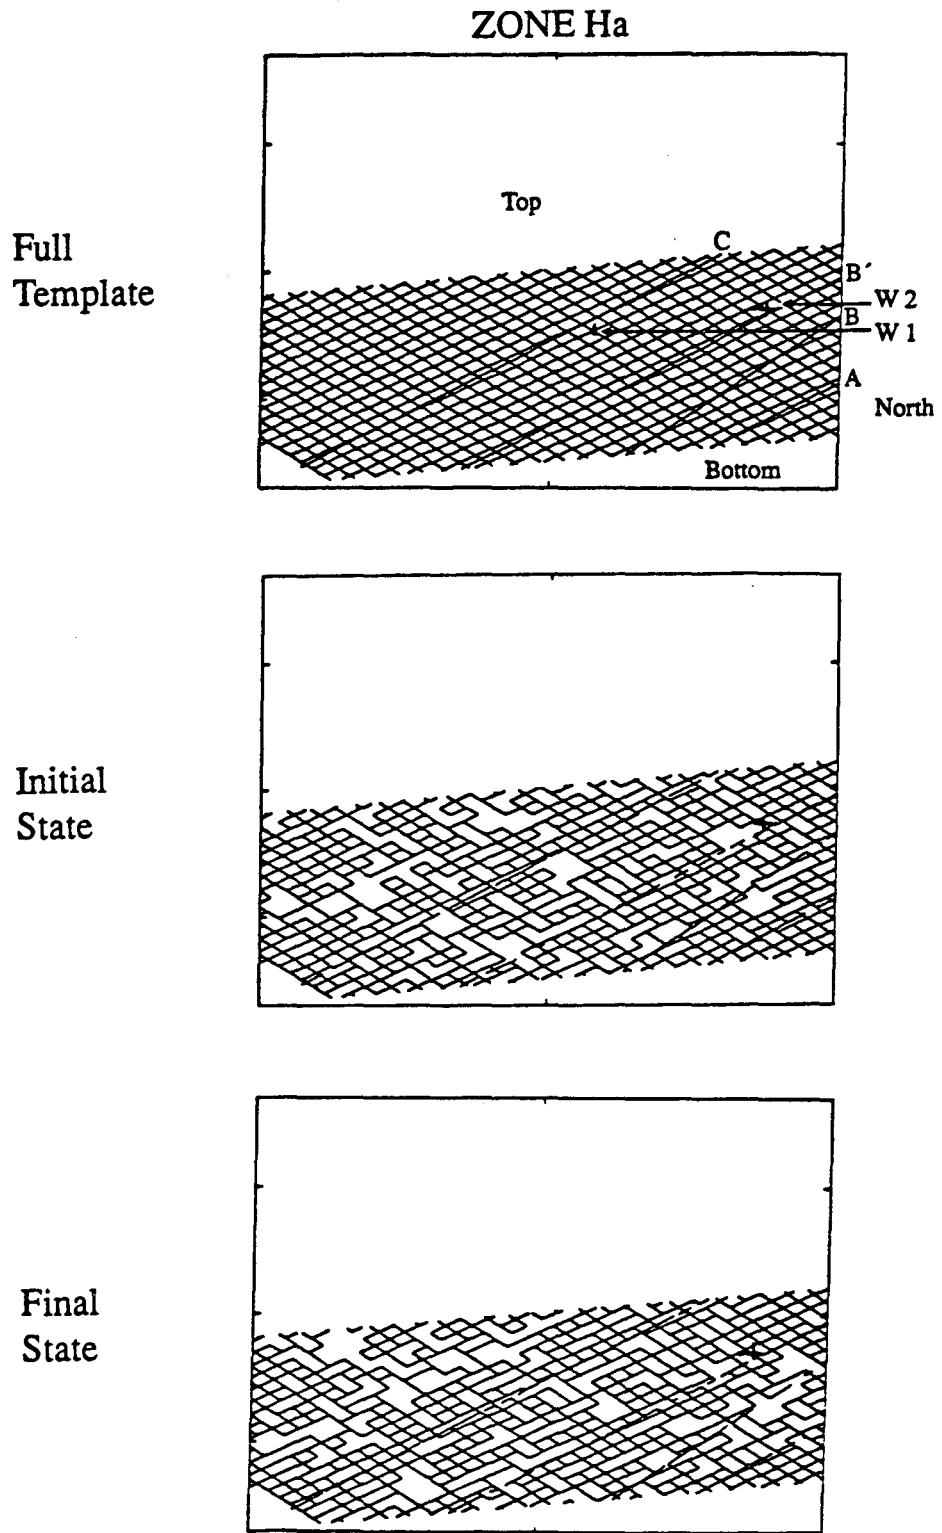 ZONE Ha
Full
Template
Top
C
B´
W 2
B
W 1
A
North
Bottom
Initial
State
Final
State